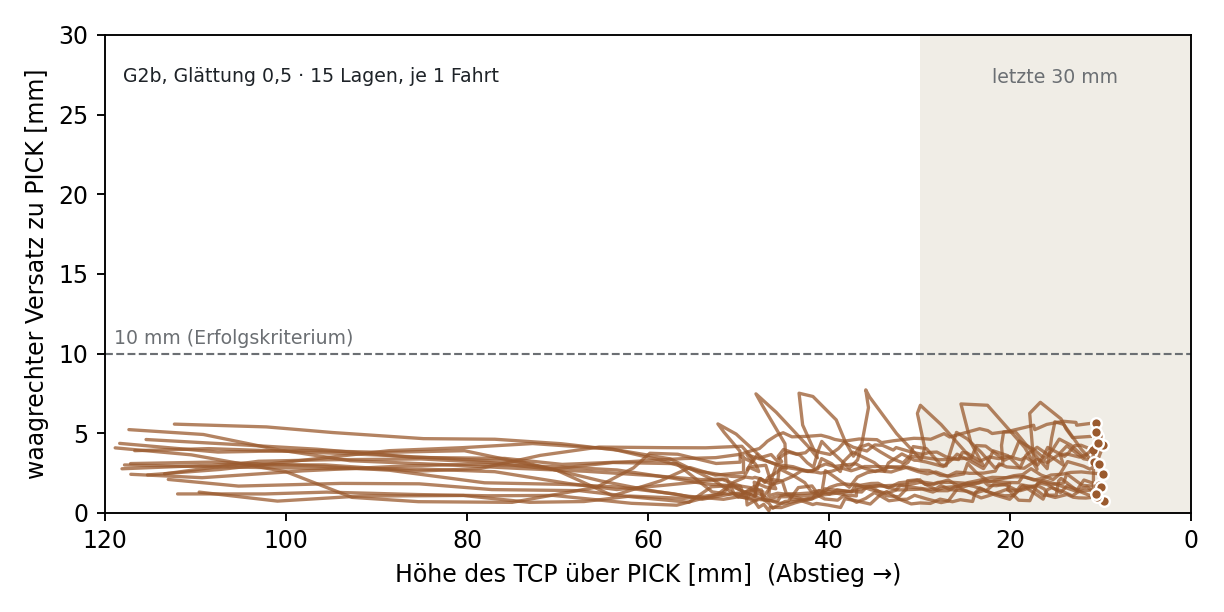 30
G2b, Glättung 0,5 · 15 Lagen, je 1 Fahrt
letzte 30 mm
25
20
15
10 mm (Erfolgskriterium)
10
5
0
waagrechter Versatz zu PICK [mm]
120
100
80
60
40
20
0
Höhe des TCP über PICK [mm]  (Abstieg →)